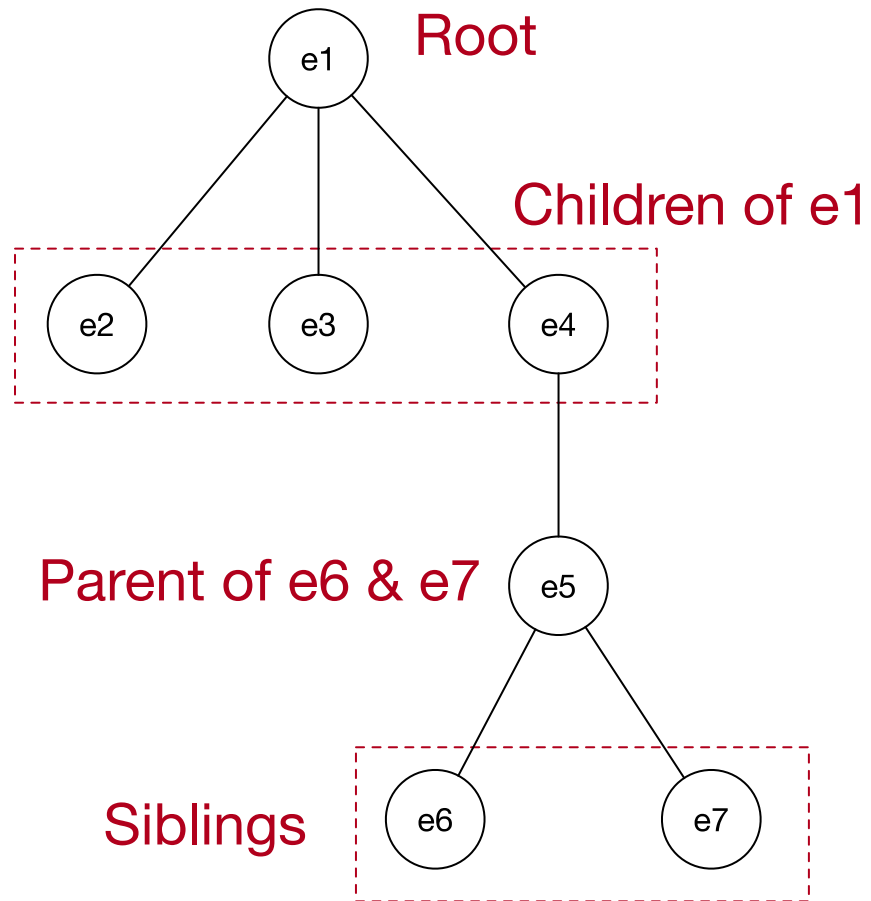 e1
Root
Children of e1
e2
e3
e4
Parent of e6 & e7
e5
Siblings
e6
e7